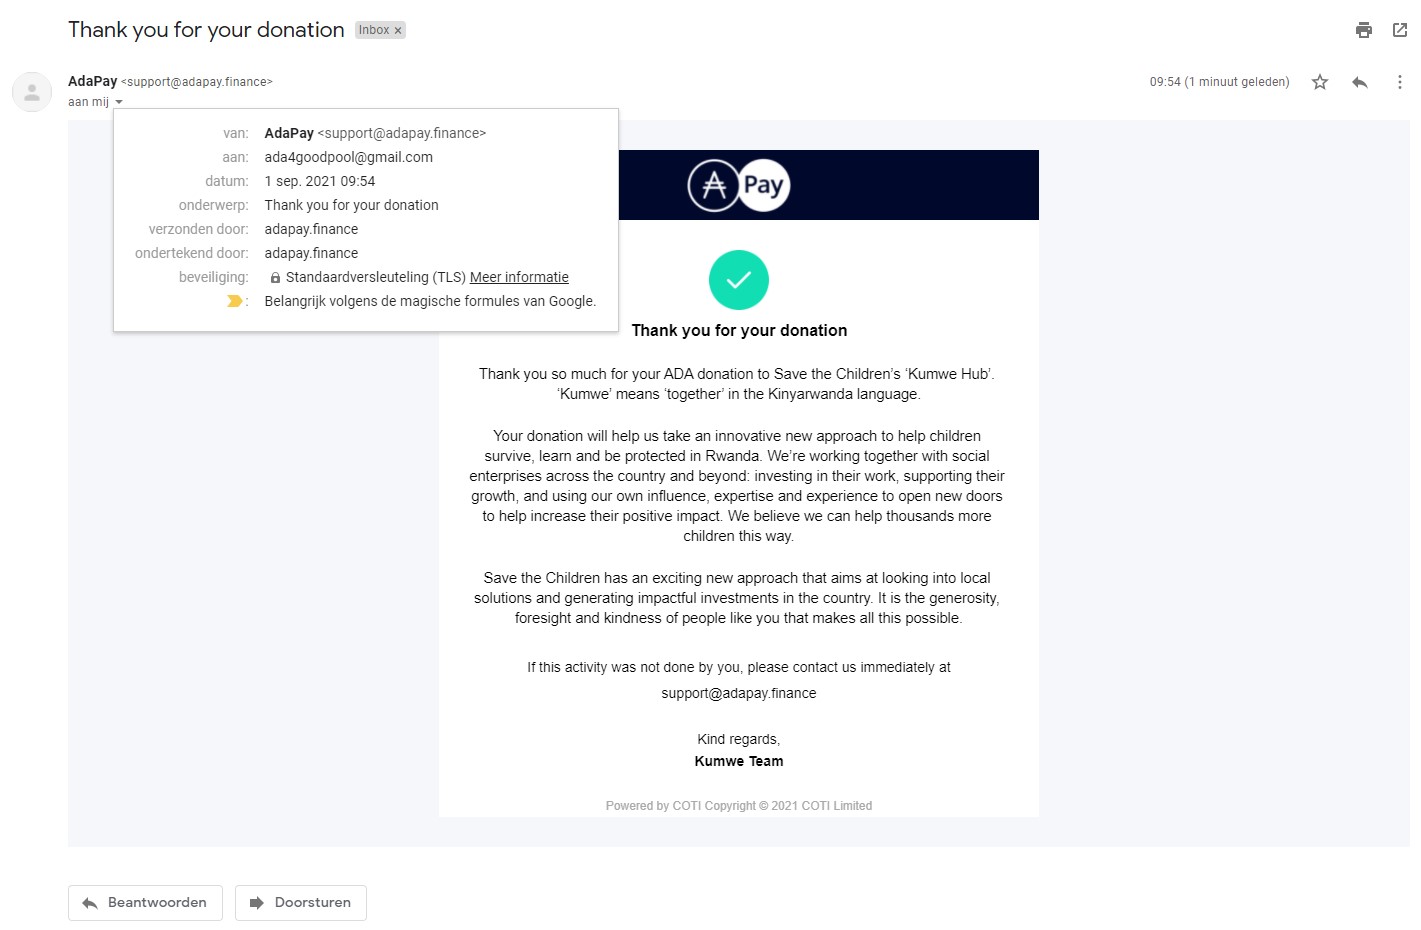 Thank you for your donation Inbox ×
AdaPay <support@adapay.finance>
09:54 (1 minuut geleden)
aan mij
van: AdaPay <support@adapay.finance>
aan: ada4goodpool@gmail.com
datum: 1 sep. 2021 09:54
onderwerp: Thank you for your donation
verzonden door: adapay.finance
ondertekend door: adapay.finance
beveiliging: Standaardversleuteling (TLS) Meer informatie
: Belangrijk volgens de magische formules van Google.
Pay
Thank you for your donation
Thank you so much for your ADA donation to Save the Children’s ‘Kumwe Hub’.
‘Kumwe’ means ‘together’ in the Kinyarwanda language.
Your donation will help us take an innovative new approach to help children
survive, learn and be protected in Rwanda. We’re working together with social
enterprises across the country and beyond: investing in their work, supporting their
growth, and using our own influence, expertise and experience to open new doors
to help increase their positive impact. We believe we can help thousands more
children this way.
Save the Children has an exciting new approach that aims at looking into local
solutions and generating impactful investments in the country. It is the generosity,
foresight and kindness of people like you that makes all this possible.
If this activity was not done by you, please contact us immediately at
support@adapay.finance
Kind regards,
Kumwe Team
Powered by COTI Copyright © 2021 COTI Limited
Beantwoorden
Doorsturen